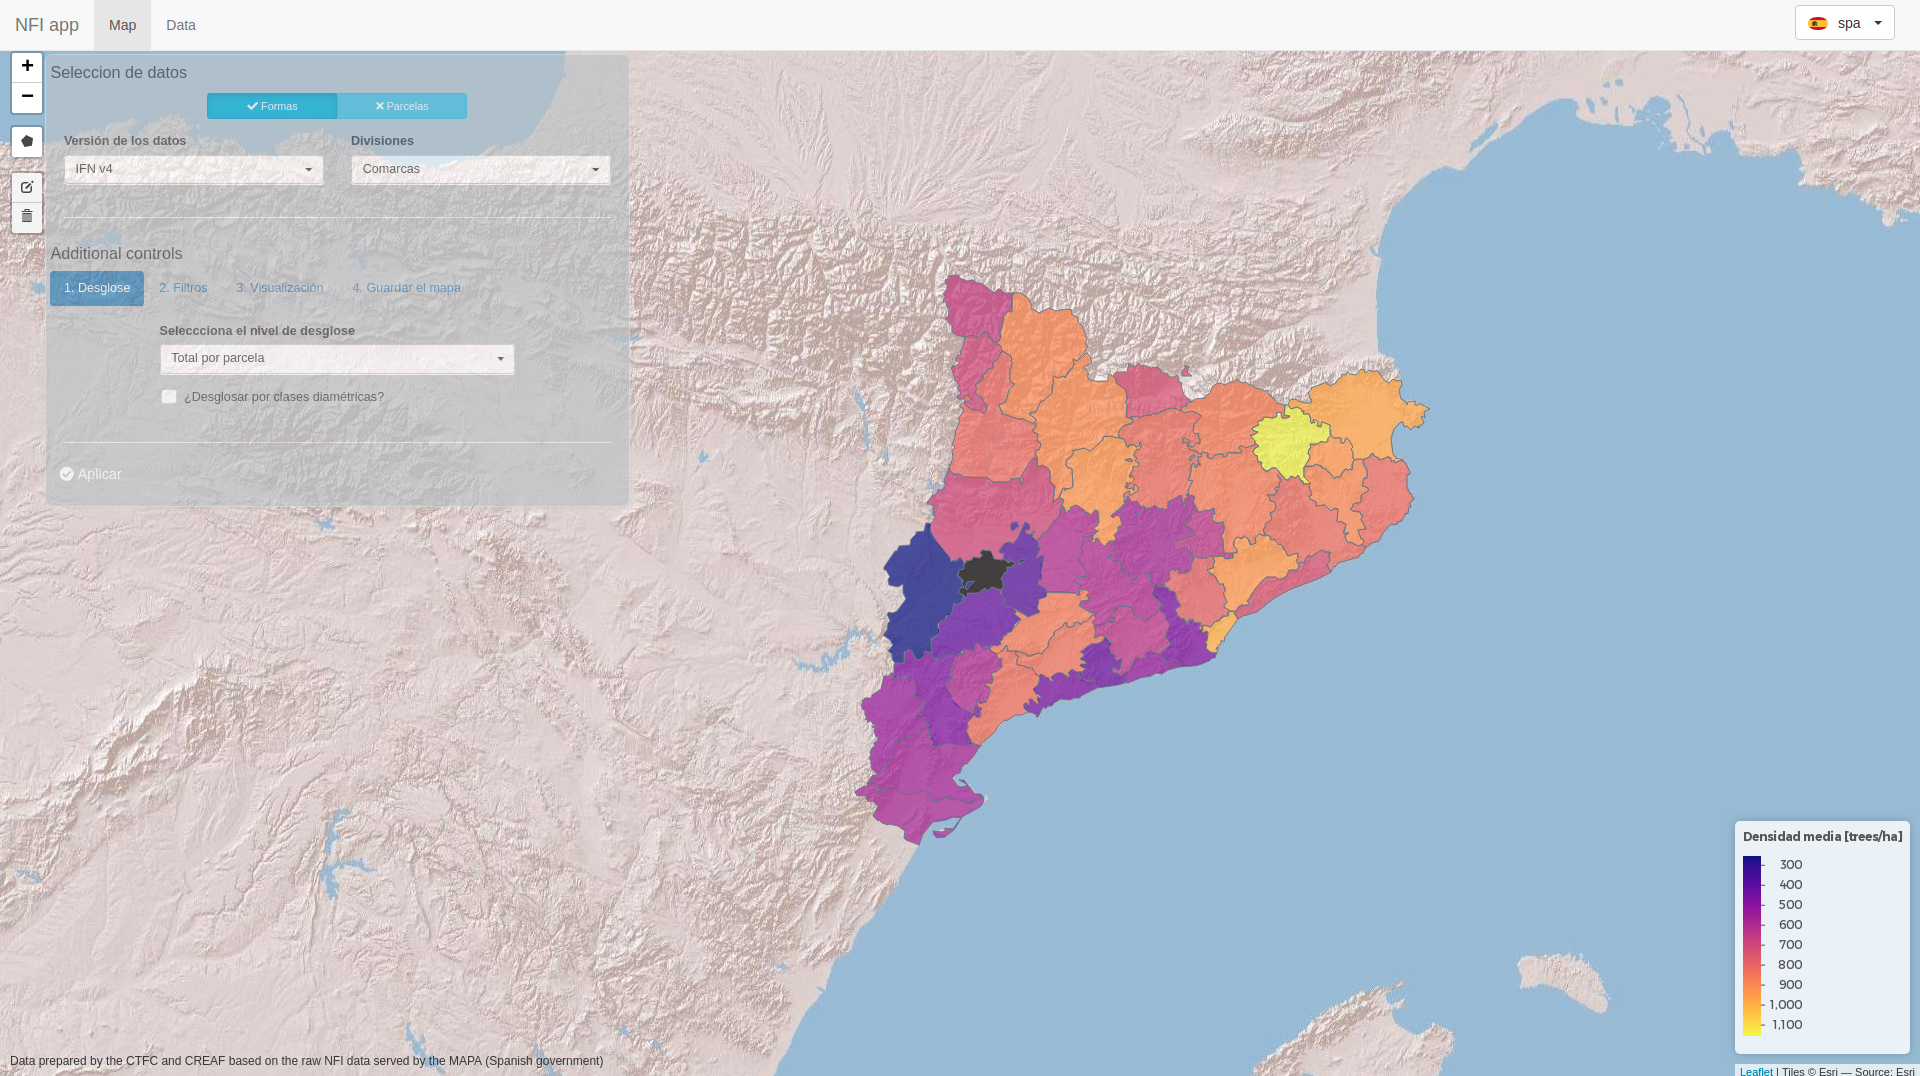 NFI app
Map
Data
spa
+
−
Seleccion de datos
Formas
Parcelas
Versión de los datos
Divisiones
IFN v4
Comarcas
Additional controls
1. Desglose
2. Filtros
3. Visualización
4. Guardar el mapa
Seleccciona el nivel de desglose
Total por parcela
¿Desglosar por clases diamétricas?
Aplicar
Densidad media [trees/ha]
300
400
500
600
700
800
900
1,000
1,100
Data prepared by the CTFC and CREAF based on the raw NFI data served by the MAPA (Spanish government)
Leaflet | Tiles © Esri — Source: Esri